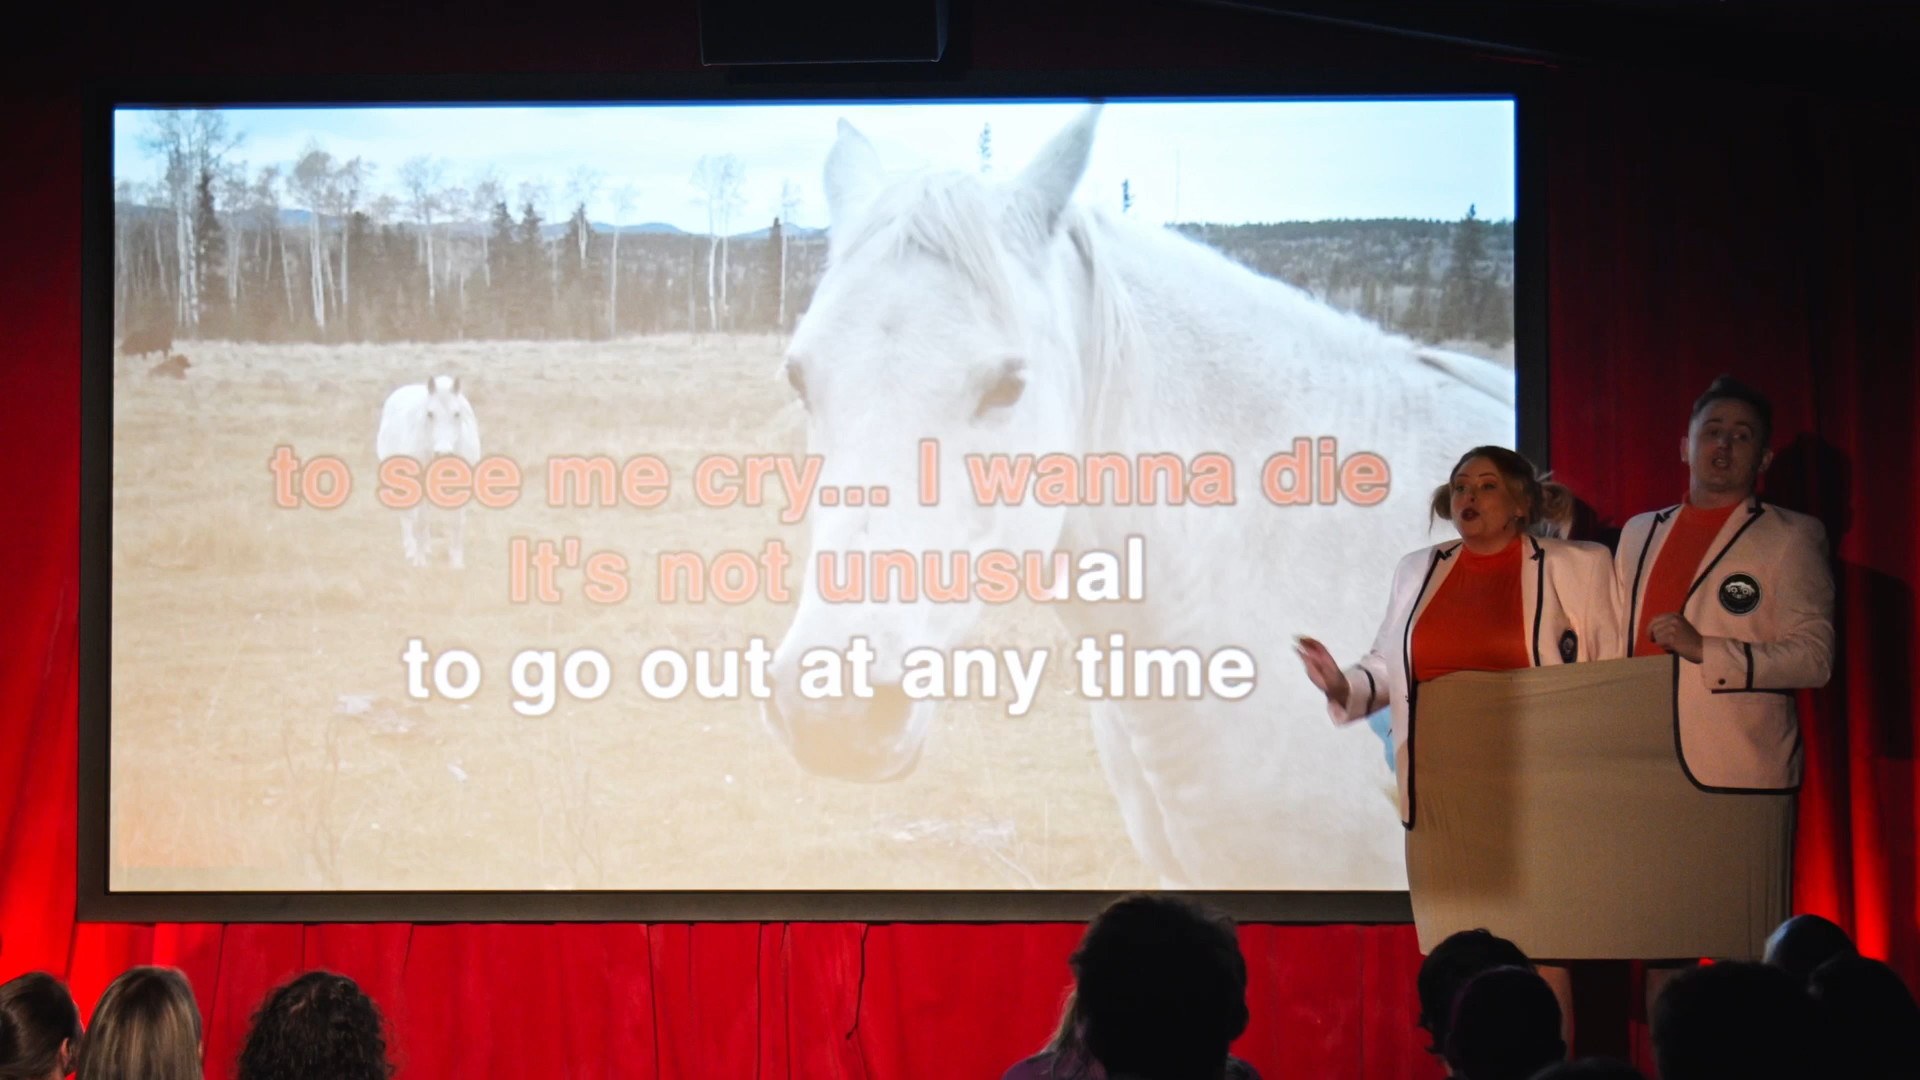 to see me cry... I wanna die
It's not unusual
to go out at any time